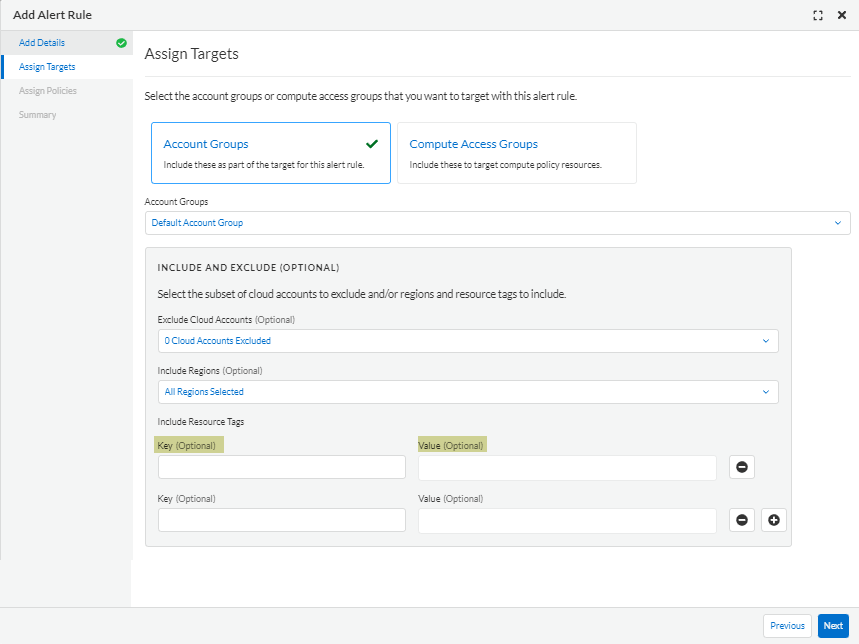 Add Alert Rule
Add Details
Assign Targets
Assign Policies
Summary
Assign Targets
Select the account groups or compute access groups that you want to target with this alert rule.
Account Groups
Include these as part of the target for this alert rule.
Compute Access Groups
Include these to target compute policy resources.
Account Groups
Default Account Group
INCLUDE AND EXCLUDE (OPTIONAL)
Select the subset of cloud accounts to exclude and/or regions and resource tags to include.
Exclude Cloud Accounts (Optional)
0 Cloud Accounts Excluded
Include Regions (Optional)
All Regions Selected
Include Resource Tags
Key (Optional) Value (Optional)
Key (Optional) Value (Optional)
Previous Next